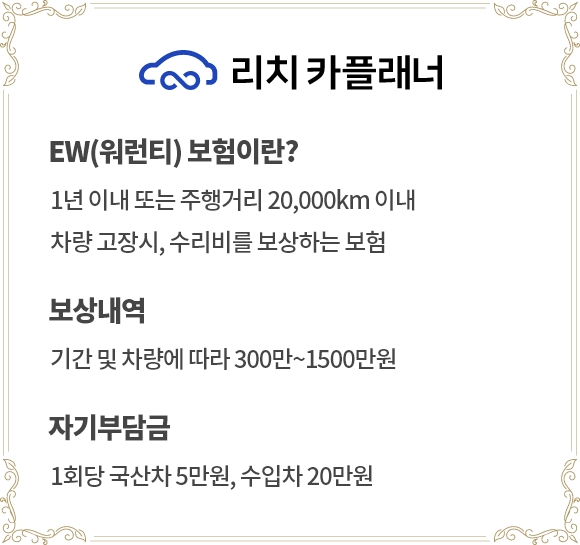 리치 카플래너
EW(워런티) 보험이란?
1년 이내 또는 주행거리 20,000km 이내
차량 고장시, 수리비를 보상하는 보험
보상내역
기간 및 차량에 따라 300만~1500만원
자기부담금
1회당 국산차 5만원, 수입차 20만원